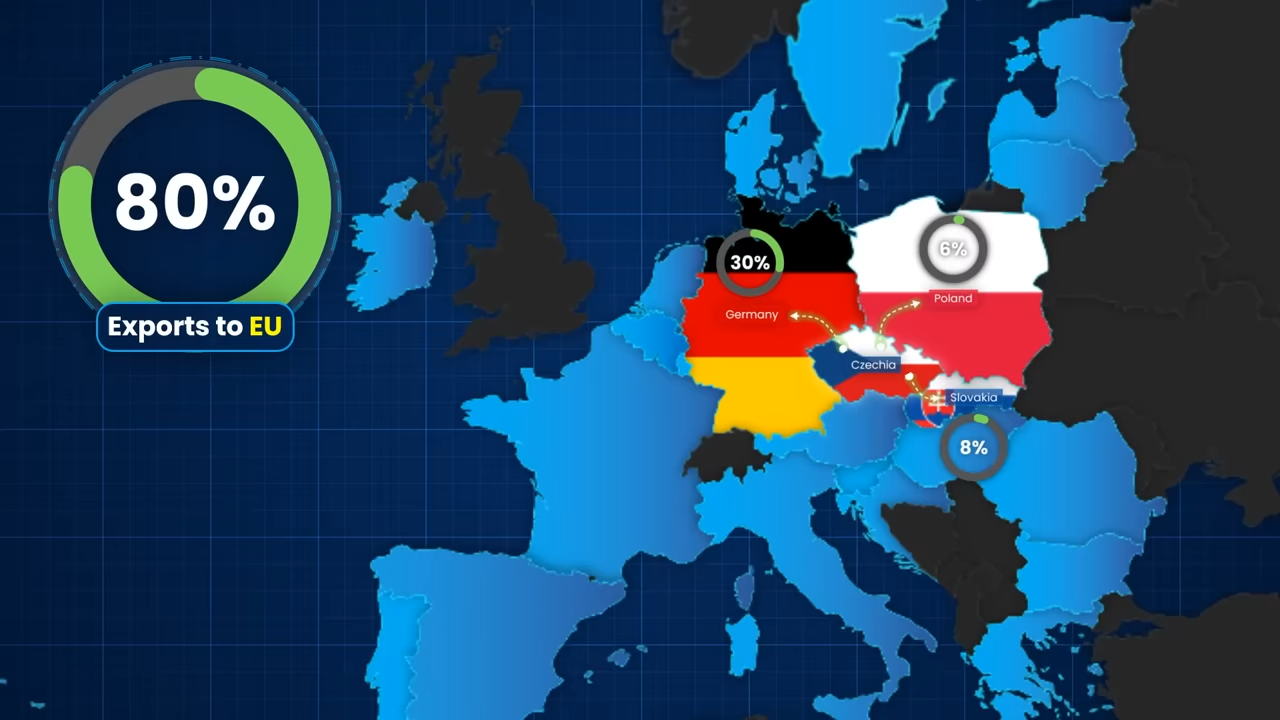 80%
Exports to EU
30%
Germany
6%
Poland
Czechia
Slovakia
8%